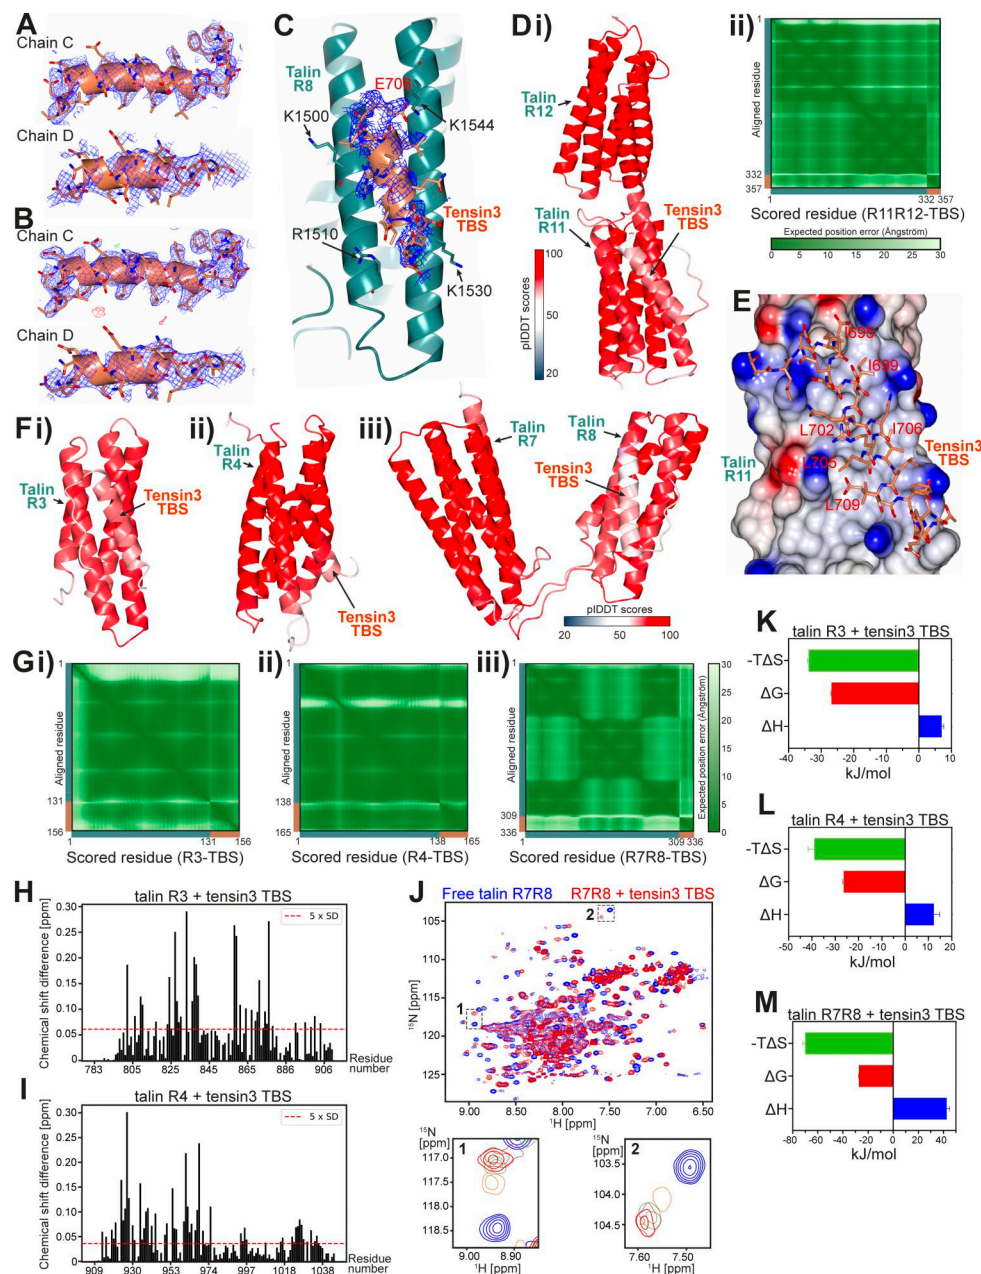 A
Chain C
Chain D
B
Chain C
Chain D
C
Talin
R8
E703
K1500
K1544
Tensin3
TBS
R1510
K1530
D i)
Talin
R12
Talin
R11
Tensin3
TBS
100
50
20
plDDT scores
ii)
1
Aligned residue
332
357
1
332 357
Scored residue (R11R12-TBS)
Expected position error (Ångström)
0 5 10 15 20 25 30
E
I695
I699
L702
I706
L705
L709
Talin
R11
Tensin3
TBS
F i)
Talin
R3
Tensin3
TBS
ii)
Talin
R4
Tensin3
TBS
iii)
Talin
R7
Talin
R8
Tensin3
TBS
plDDT scores
20 50 100
G i)
1
Aligned residue
131
156
1 131 156
Scored residue (R3-TBS)
ii)
1
Aligned residue
138
165
1 138 165
Scored residue (R4-TBS)
iii)
1
Aligned residue
309
336
1 309 336
Scored residue (R7R8-TBS)
30
25
20
15
10
5
0
Expected position error (Ångström)
H
talin R3 + tensin3 TBS
Chemical shift difference [ppm]
0.30
0.25
0.20
0.15
0.10
0.05
0
5 x SD
783 805 825 845 865 886 906
Residue
number
I
talin R4 + tensin3 TBS
Chemical shift difference [ppm]
0.30
0.25
0.20
0.15
0.10
0.05
0
5 x SD
909 930 953 974 997 1018 1038
Residue
number
J
Free talin R7R8
R7R8 + tensin3 TBS
15N [ppm]
105
110
115
120
125
1
2
9.00 8.50 8.00 7.50 7.00 6.50
1H [ppm]
15N
[ppm]
1
117.0
117.5
118.0
118.5
9.00 8.90
1H [ppm]
15N
[ppm]
2
103.5
104.0
104.5
7.60 7.50
1H [ppm]
K
talin R3 + tensin3 TBS
-TΔS
ΔG
ΔH
-40 -30 -20 -10 0 10
kJ/mol
L
talin R4 + tensin3 TBS
-TΔS
ΔG
ΔH
-50 -40 -30 -20 -10 0 10 20
kJ/mol
M
talin R7R8 + tensin3 TBS
-TΔS
ΔG
ΔH
-80 -60 -40 -20 0 20 40
kJ/mol